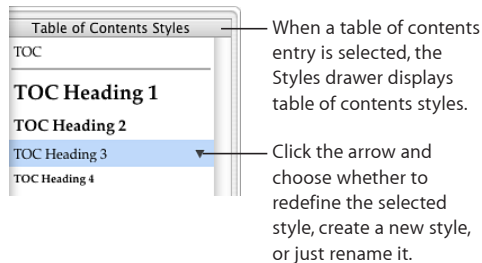 Table of Contents Styles
TOC
TOC Heading 1
TOC Heading 2
TOC Heading 3
TOC Heading 4
When a table of contents
entry is selected, the
Styles drawer displays
table of contents styles.
Click the arrow and
choose whether to
redefine the selected
style, create a new style,
or just rename it.